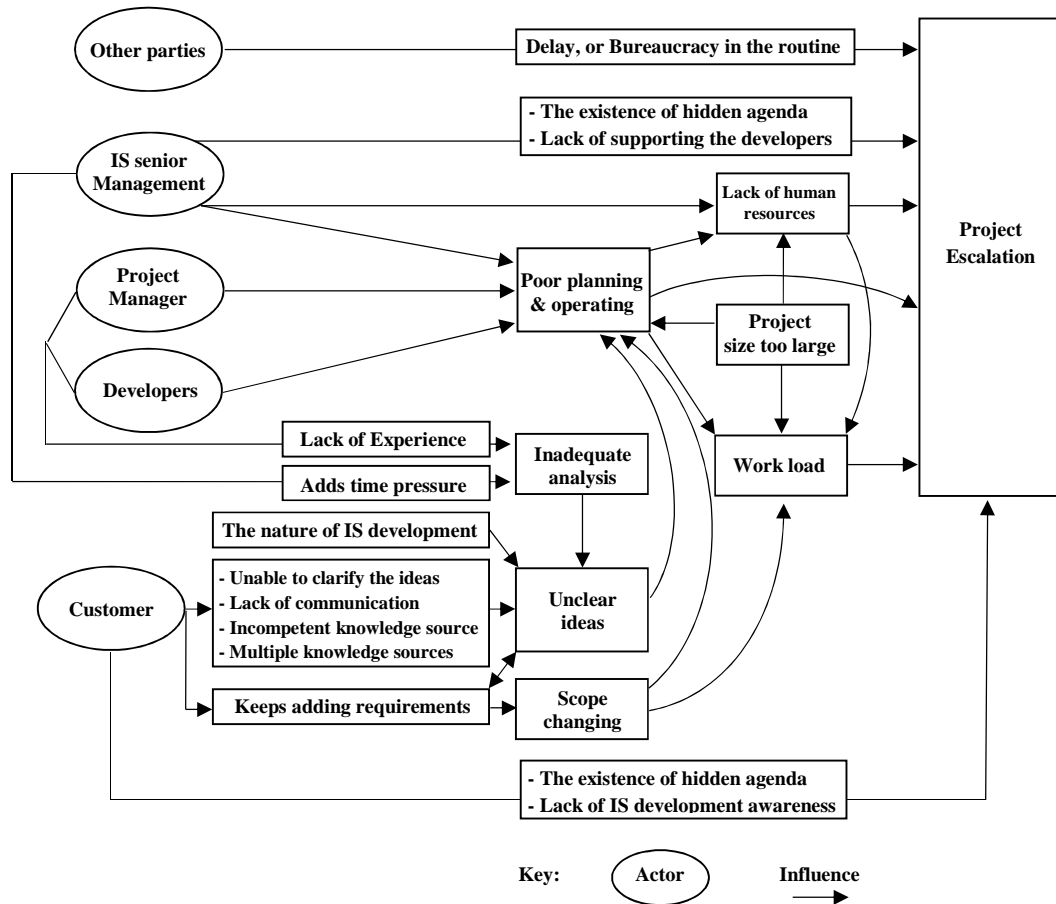 Other parties
Delay, or Bureaucracy in the routine
- The existence of hidden agenda
- Lack of supporting the developers
IS senior
Management
Lack of human
resources
Project
Escalation
Project
Manager
Poor planning
& operating
Project
size too large
Developers
Lack of Experience
Inadequate
analysis
Work load
Adds time pressure
The nature of IS development
- Unable to clarify the ideas
- Lack of communication
- Incompetent knowledge source
- Multiple knowledge sources
Customer
Unclear
ideas
Keeps adding requirements
Scope
changing
- The existence of hidden agenda
- Lack of IS development awareness
Key:
Actor
Influence